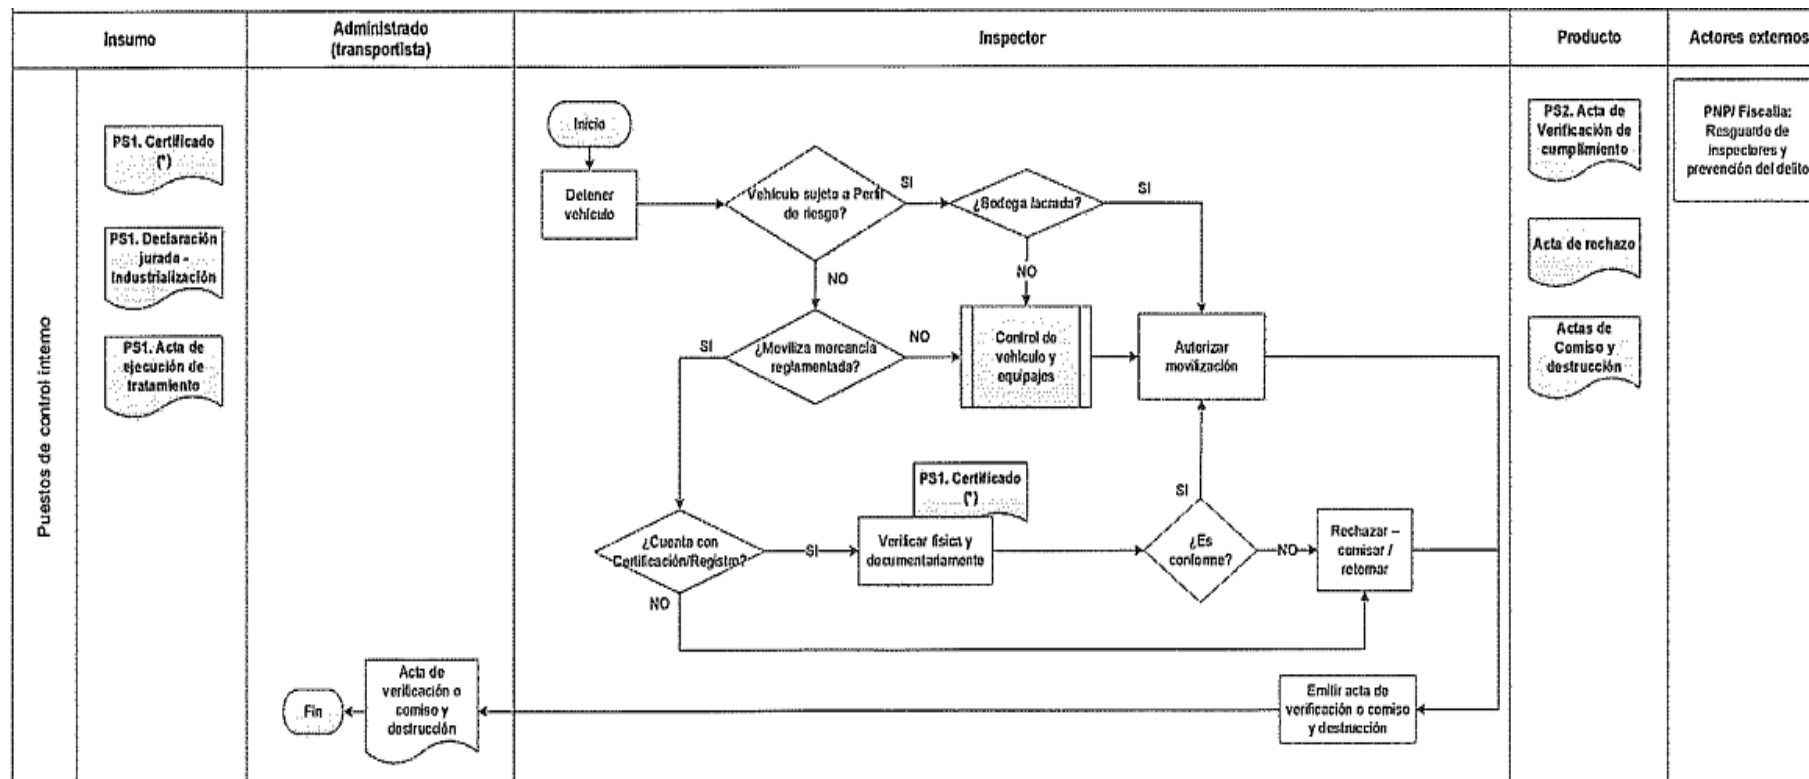 Insumo
Administrado
(transportista)
Inspector
Producto
Actores externos
Puestos de control interno
PS1. Certificado
(*)
PS1. Declaración
jurada -
Industrialización
PS1. Acta de
ejecución de
tratamiento
Inicio
Detener
vehículo
Vehículo sujeto a Perfil
de riesgo?
SI
¿Bodega lacrada?
SI
NO
NO
¿Moviliza mercancía
reglamentada?
SI
NO
Control de
vehículo y
equipajes
Autorizar
movilización
PS1. Certificado
(*)
¿Cuenta con
Certificación/Registro?
SI
NO
Verificar física y
documentariamente
SI
¿Es
conforme?
NO
Rechazar –
comisar /
retornar
Emitir acta de
verificación o comiso
y destrucción
Acta de
verificación o
comiso y
destrucción
Fin
PS2. Acta de
Verificación de
cumplimiento
Acta de rechazo
Actas de
Comiso y
destrucción
PNP/ Fiscalía:
Resguardo de
inspectores y
prevención del delito